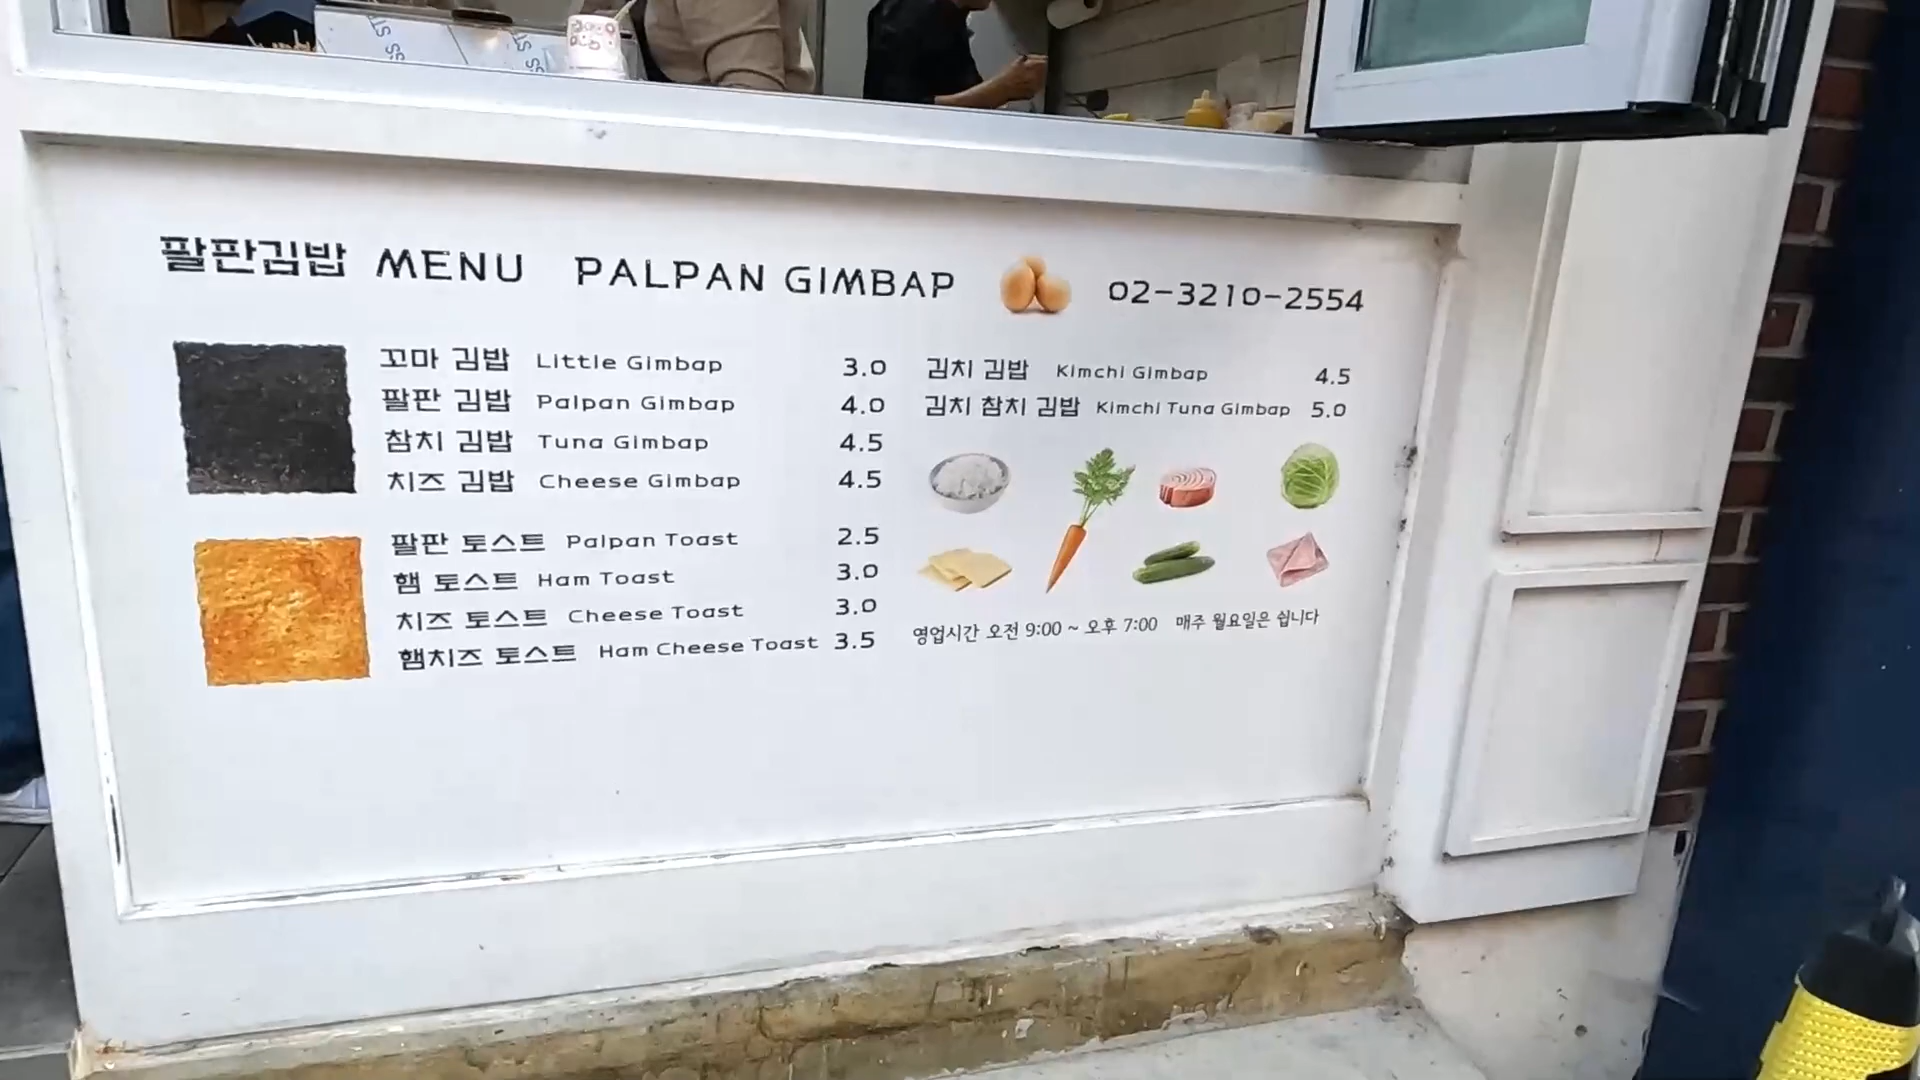 팔판김밥 MENU PALPAN GIMBAP 02-3210-2554
꼬마 김밥 Little Gimbap 3.0
팔판 김밥 Palpan Gimbap 4.0
참치 김밥 Tuna Gimbap 4.5
치즈 김밥 Cheese Gimbap 4.5
팔판 토스트 Palpan Toast 2.5
햄 토스트 Ham Toast 3.0
치즈 토스트 Cheese Toast 3.0
햄치즈 토스트 Ham Cheese Toast 3.5
김치 김밥 Kimchi Gimbap 4.5
김치 참치 김밥 Kimchi Tuna Gimbap 5.0
영업시간 오전 9:00 ~ 오후 7:00 매주 월요일은 쉽니다